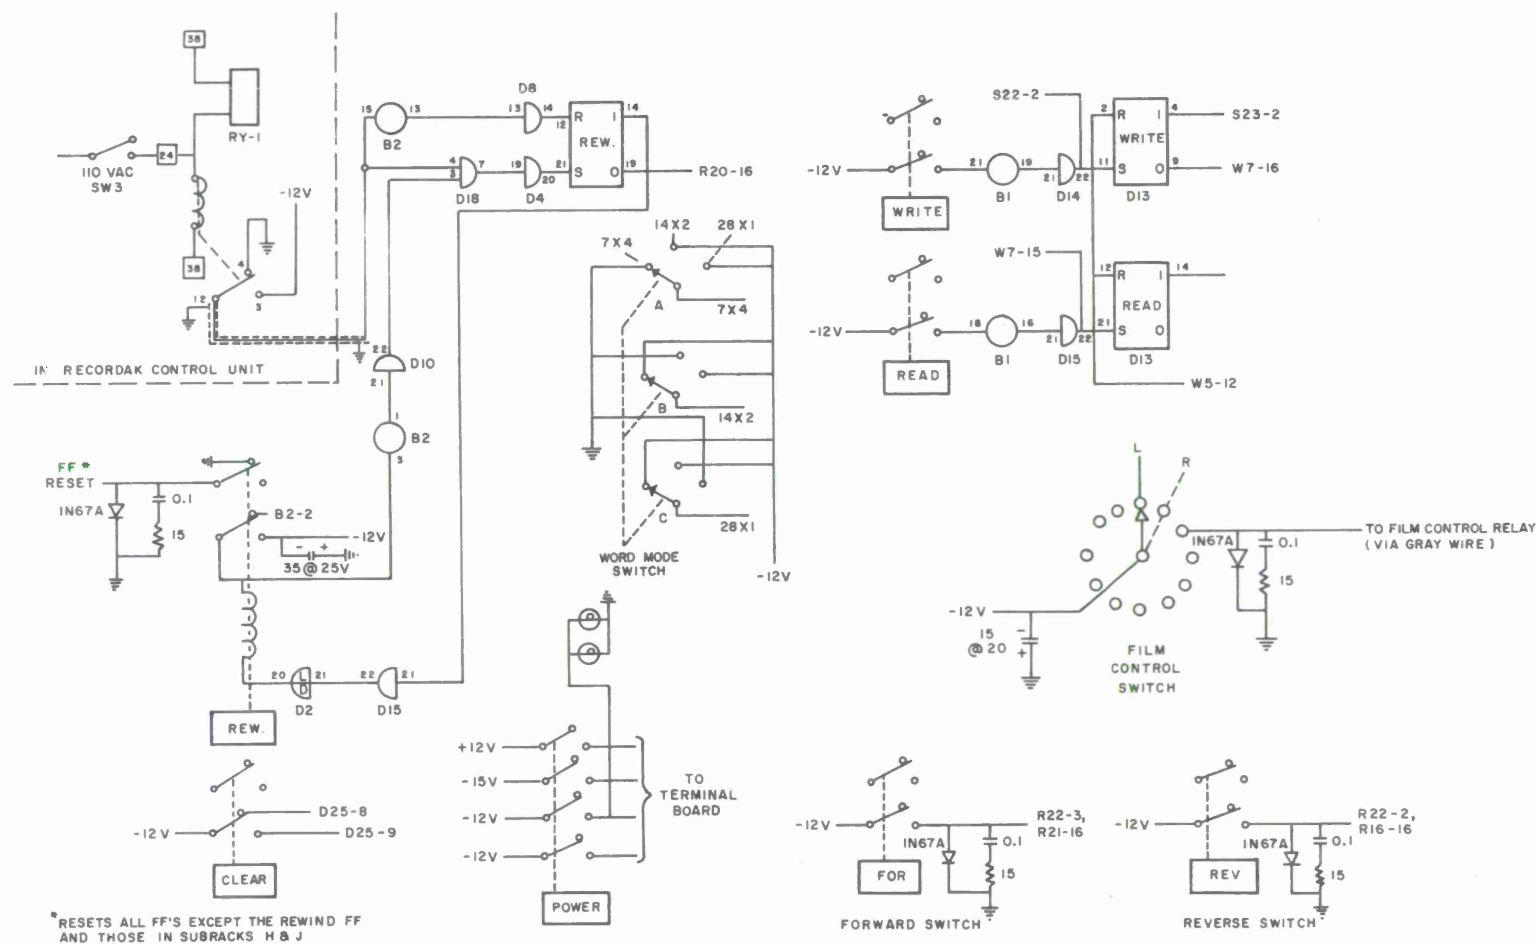 38
RY-1
24
110 VAC
SW3
-12V
38
4
12
3
IN RECORDAK CONTROL UNIT
15
13
B2
D8
13
14
12
R
1
14
REW.
4
3
7
D18
19
20
D4
21
S
O
19
R20-16
22
D10
21
1
B2
3
FF*
RESET
1N67A
0.1
15
B2-2
-12V
-
+
35@25V
20
L
D
21
D2
22
21
D15
REW.
-12V
D25-8
D25-9
CLEAR
*RESETS ALL FF'S EXCEPT THE REWIND FF
AND THOSE IN SUBRACKS H & J
14X2
28X1
7X4
A
7X4
B
14X2
C
28X1
WORD MODE
SWITCH
-12V
+12V
-15V
-12V
-12V
TO
TERMINAL
BOARD
POWER
-12V
WRITE
21
19
B1
21
22
D14
S22-2
2
R
1
4
S23-2
WRITE
11
S
O
9
W7-16
D13
-12V
READ
18
16
B1
21
22
D15
W7-15
12
R
1
14
READ
21
S
O
D13
W5-12
L
R
-12V
15
@20
-
+
FILM
CONTROL
SWITCH
1N67A
0.1
15
TO FILM CONTROL RELAY
(VIA GRAY WIRE)
-12V
R22-3,
R21-16
1N67A
0.1
15
FOR
FORWARD SWITCH
-12V
R22-2,
R16-16
1N67A
0.1
15
REV
REVERSE SWITCH